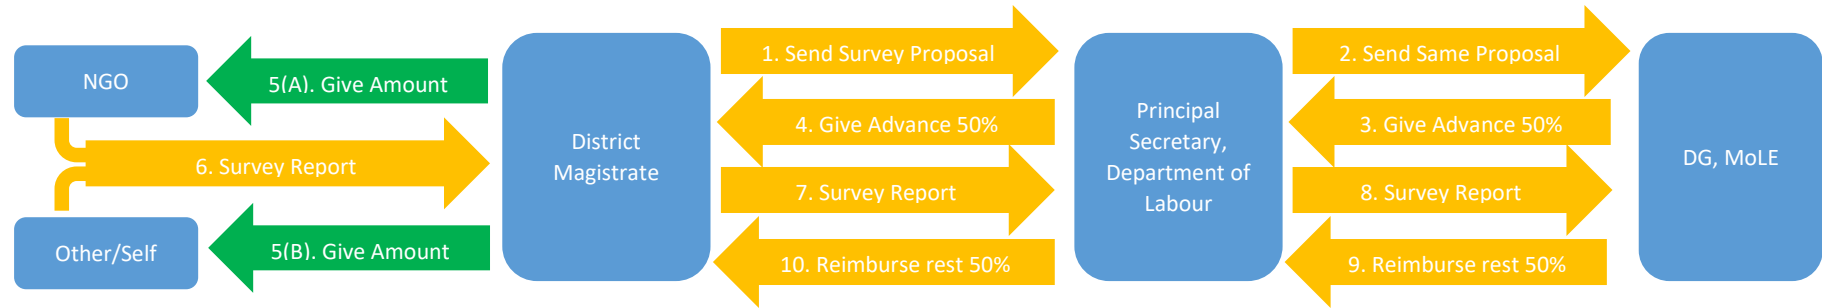 NGO
5(A). Give Amount
6. Survey Report
Other/Self
5(B). Give Amount
District
Magistrate
1. Send Survey Proposal
4. Give Advance 50%
7. Survey Report
10. Reimburse rest 50%
Principal
Secretary,
Department of
Labour
2. Send Same Proposal
3. Give Advance 50%
8. Survey Report
9. Reimburse rest 50%
DG, MoLE